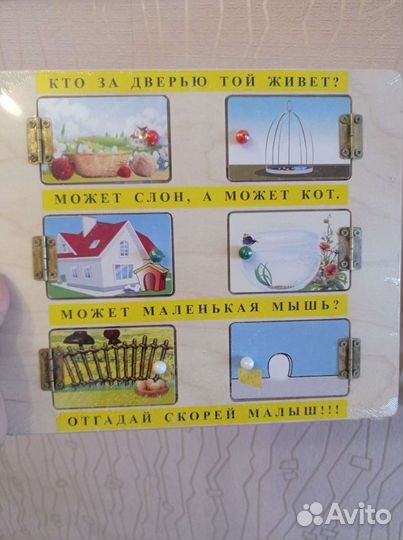 КТО ЗА ДВЕРЬЮ ТОЙ ЖИВЕТ?
МОЖЕТ СЛОН, А МОЖЕТ КОТ.
МОЖЕТ МАЛЕНЬКАЯ МЫШЬ?
ОТГАДАЙ СКОРЕЙ МАЛЫШ!!!
Avito